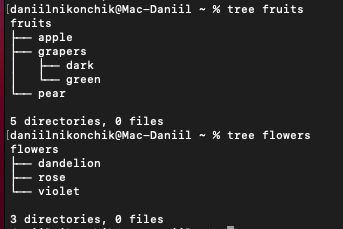 [daniilnikonchik@Mac-Daniil ~ % tree fruits
fruits
├── apple
├── grapers
│   ├── dark
│   └── green
└── pear
5 directories, 0 files
[daniilnikonchik@Mac-Daniil ~ % tree flowers
flowers
├── dandelion
├── rose
└── violet
3 directories, 0 files